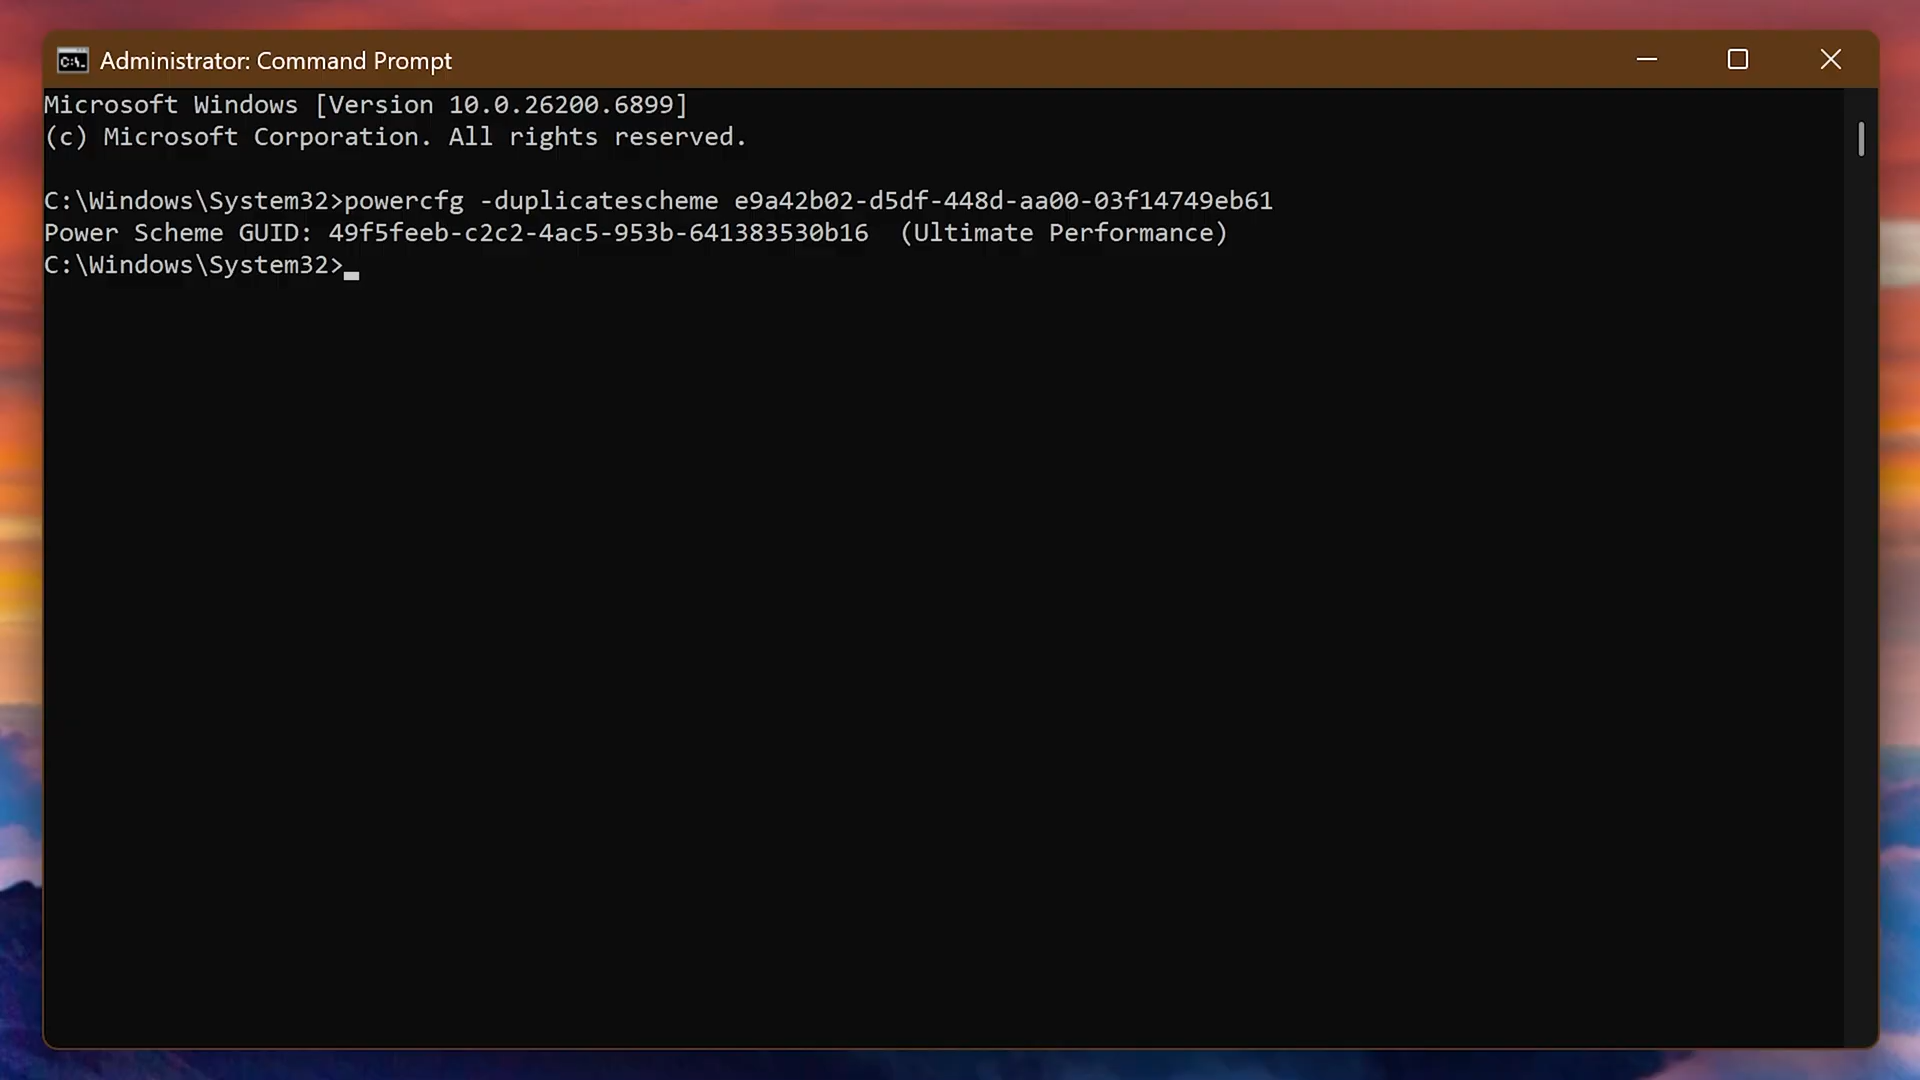 Administrator: Command Prompt
Microsoft Windows [Version 10.0.26200.6899]
(c) Microsoft Corporation. All rights reserved.
C:\Windows\System32>powercfg -duplicatescheme e9a42b02-d5df-448d-aa00-03f14749eb61
Power Scheme GUID: 49f5feeb-c2c2-4ac5-953b-641383530b16  (Ultimate Performance)
C:\Windows\System32>